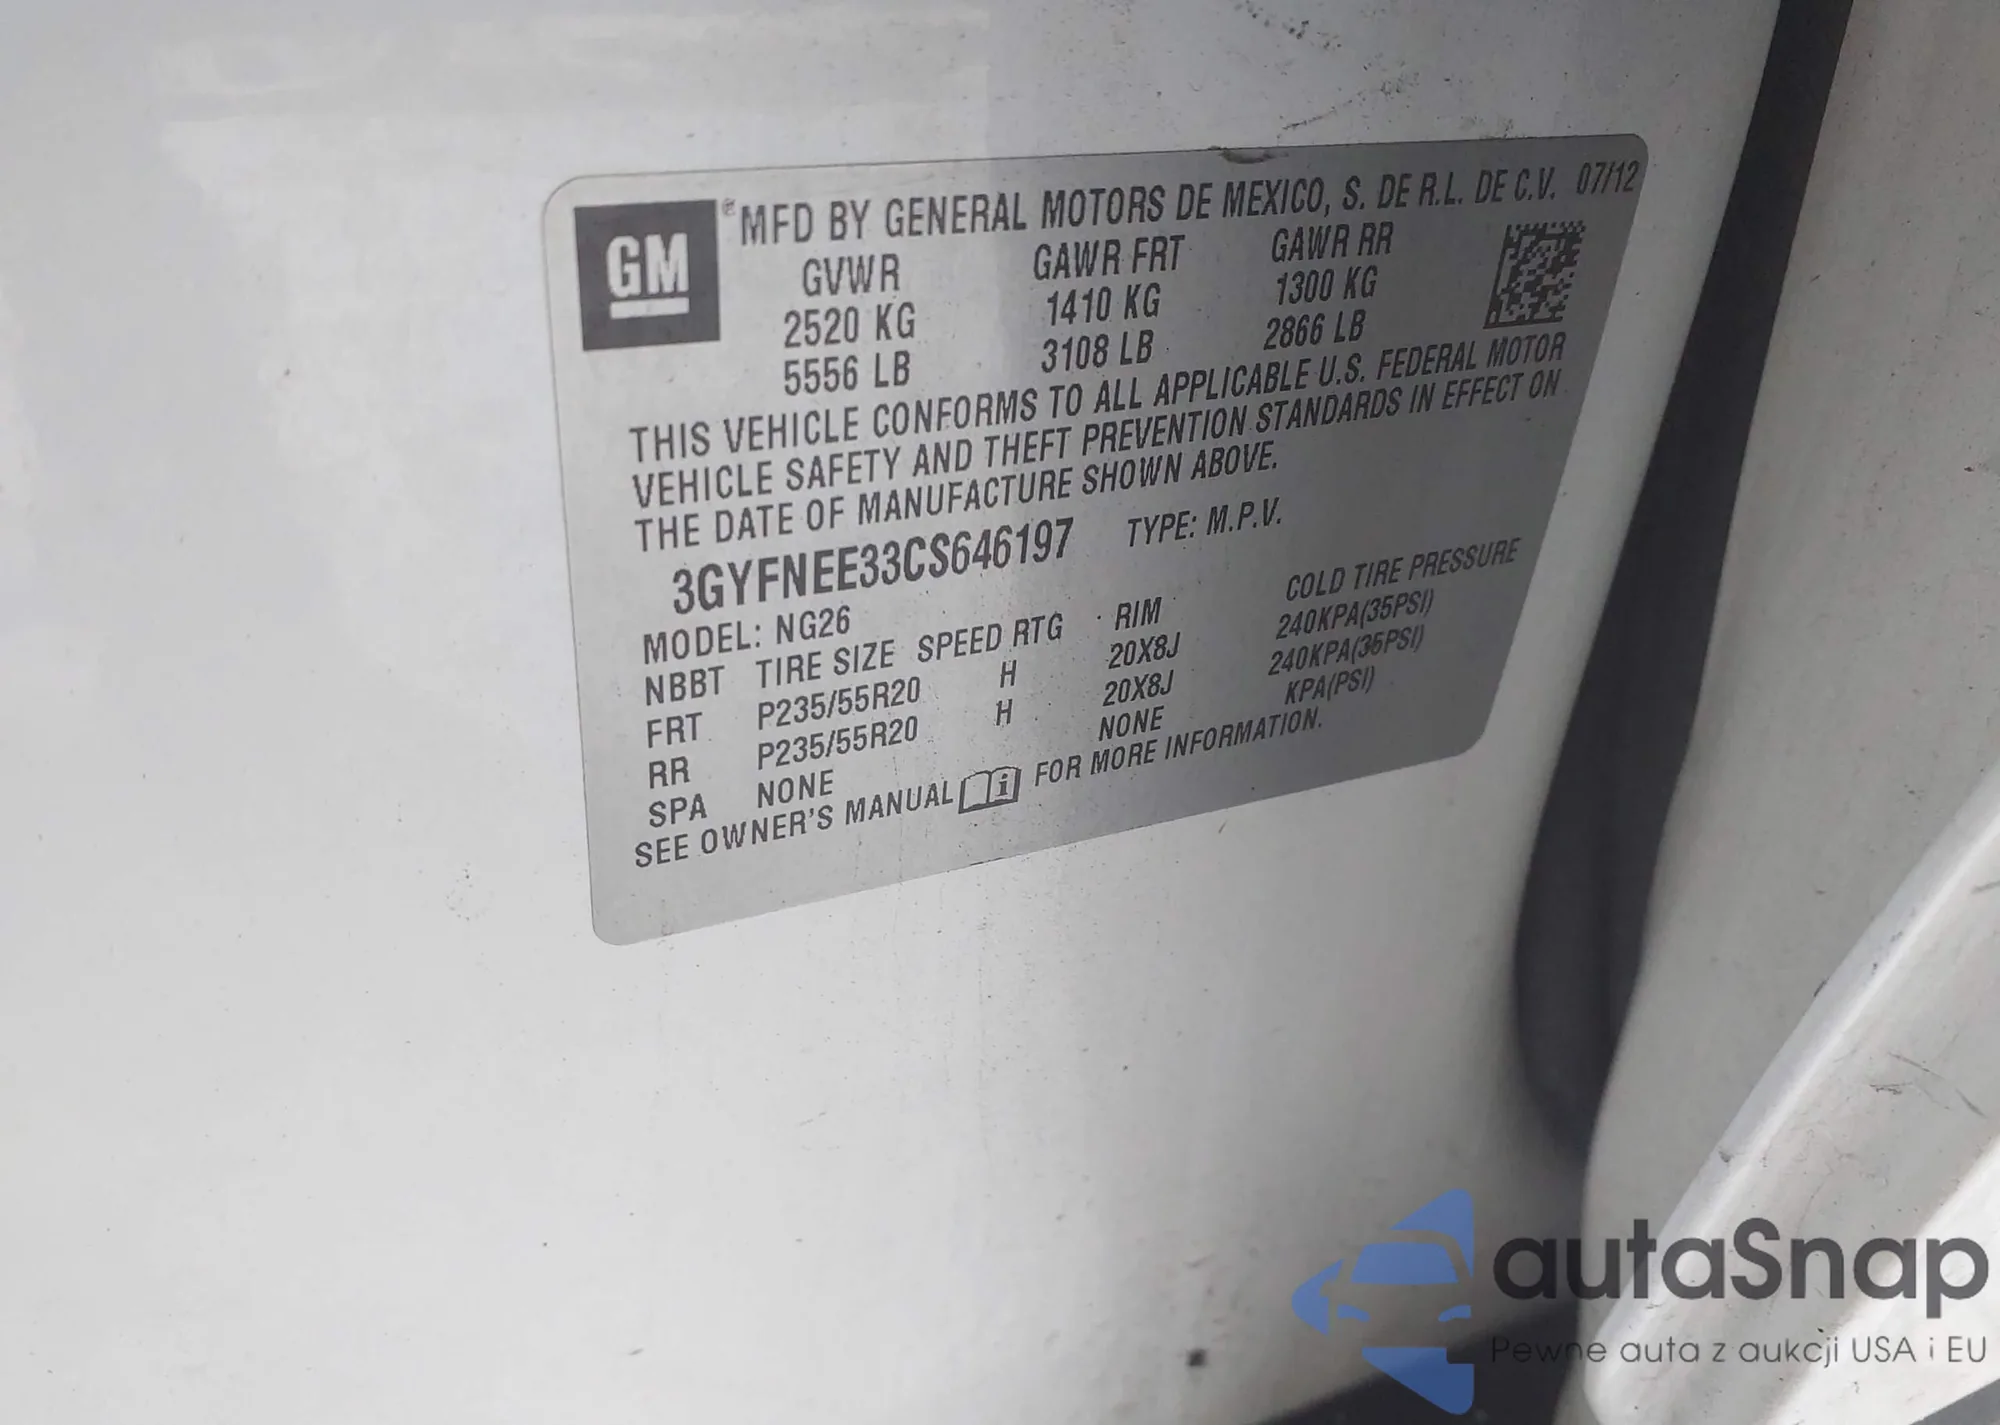 GM
® MFD BY GENERAL MOTORS DE MEXICO, S. DE R.L. DE C.V. 07/12
GVWR GAWR FRT GAWR RR
2520 KG 1410 KG 1300 KG
5556 LB 3108 LB 2866 LB
THIS VEHICLE CONFORMS TO ALL APPLICABLE U.S. FEDERAL MOTOR
VEHICLE SAFETY AND THEFT PREVENTION STANDARDS IN EFFECT ON
THE DATE OF MANUFACTURE SHOWN ABOVE.
3GYFNEE33CS646197 TYPE: M.P.V.
MODEL: NG26
NBBT TIRE SIZE SPEED RTG RIM COLD TIRE PRESSURE
FRT P235/55R20 H 20X8J 240KPA(35PSI)
RR P235/55R20 H 20X8J 240KPA(35PSI)
SPA NONE NONE KPA(PSI)
SEE OWNER'S MANUAL i FOR MORE INFORMATION.
autaSnap
Pewne auta z aukcji USA i EU